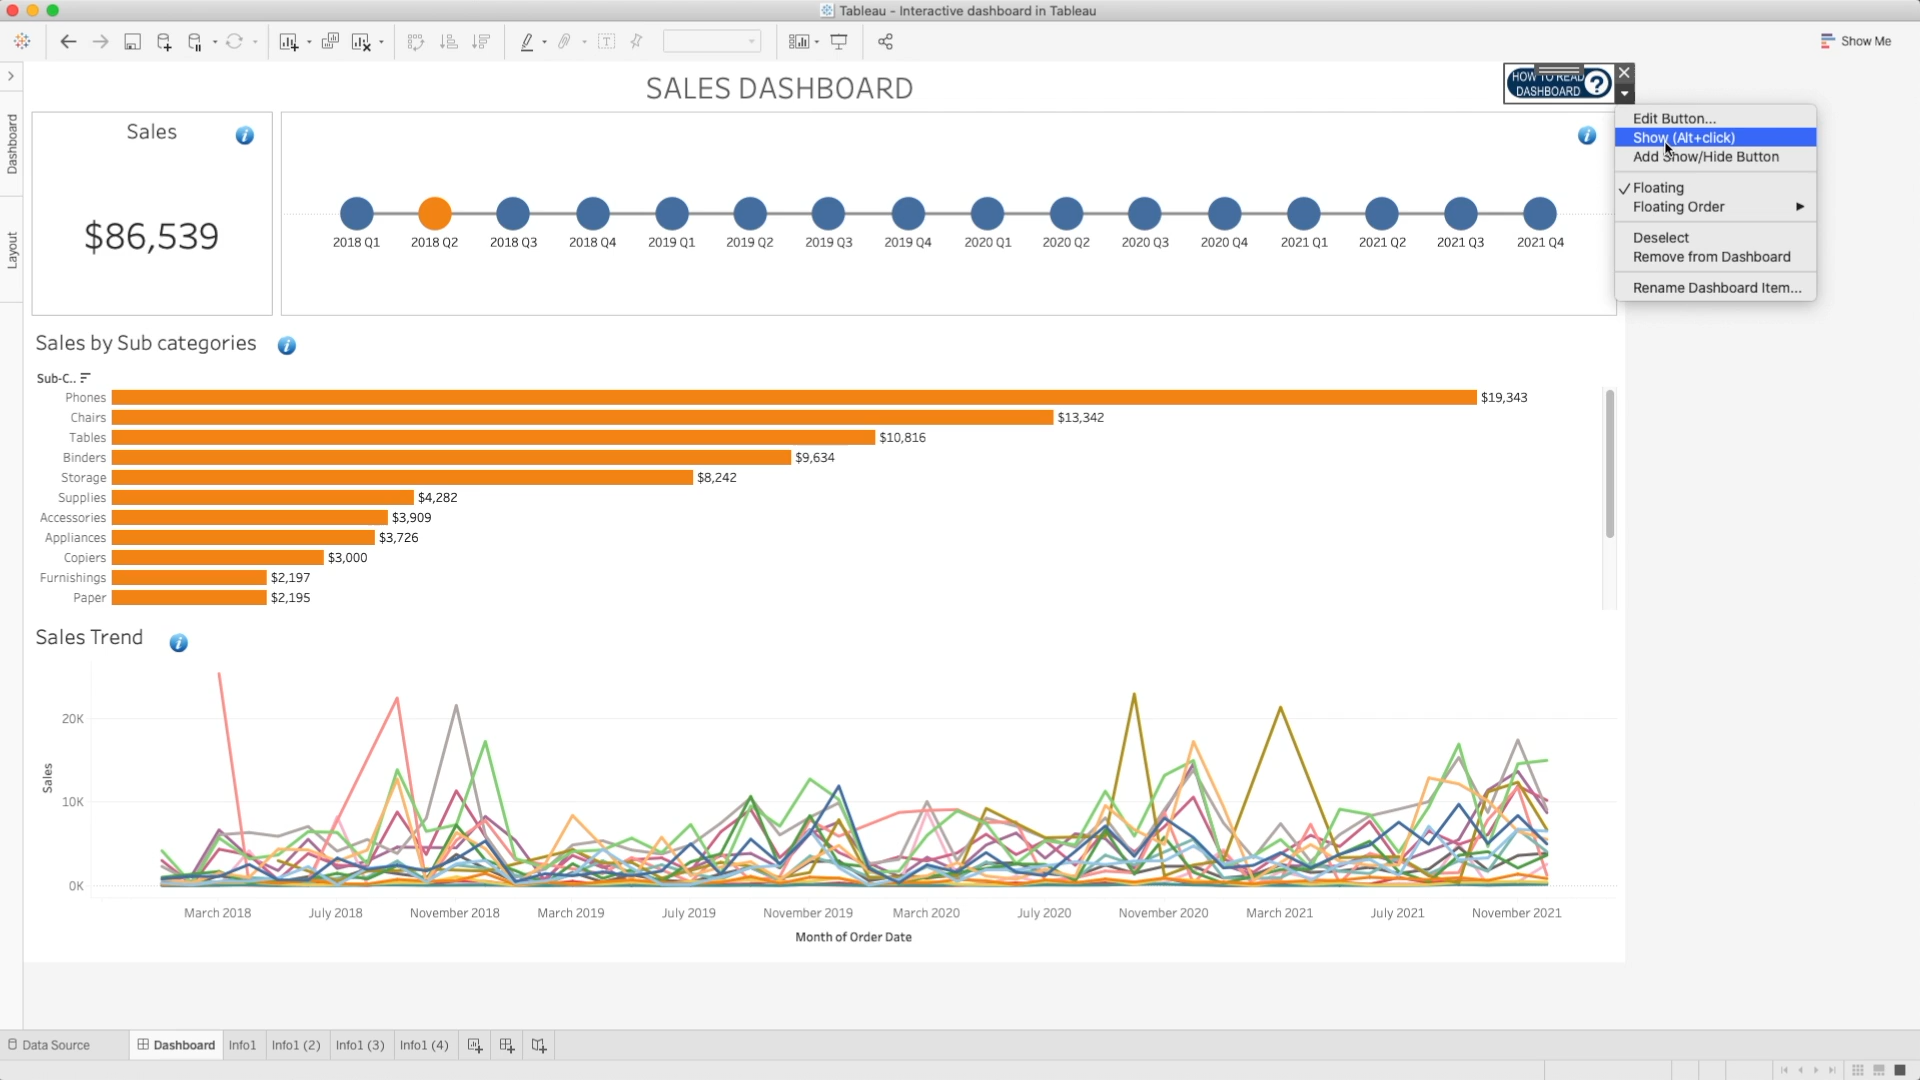 Tableau - Interactive dashboard in Tableau
Show Me
SALES DASHBOARD
HOW TO READ
DASHBOARD
?
Edit Button...
Show (Alt+click)
Add Show/Hide Button
Floating
Floating Order
Deselect
Remove from Dashboard
Rename Dashboard Item...
Dashboard
Layout
Sales
$86,539
2018 Q1 2018 Q2 2018 Q3 2018 Q4 2019 Q1 2019 Q2 2019 Q3 2019 Q4 2020 Q1 2020 Q2 2020 Q3 2020 Q4 2021 Q1 2021 Q2 2021 Q3 2021 Q4
Sales by Sub categories
Sub-C..
Phones $19,343
Chairs $13,342
Tables $10,816
Binders $9,634
Storage $8,242
Supplies $4,282
Accessories $3,909
Appliances $3,726
Copiers $3,000
Furnishings $2,197
Paper $2,195
Sales Trend
Sales
20K
10K
0K
March 2018 July 2018 November 2018 March 2019 July 2019 November 2019 March 2020 July 2020 November 2020 March 2021 July 2021 November 2021
Month of Order Date
Data Source Dashboard Info1 Info1 (2) Info1 (3) Info1 (4)